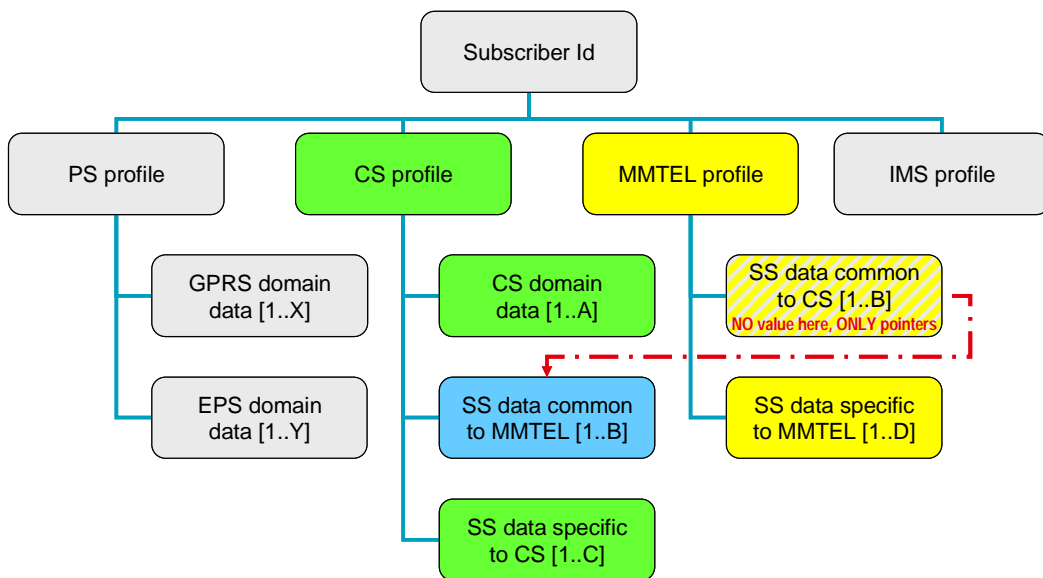 Subscriber Id
PS profile
CS profile
MMTEL profile
IMS profile
GPRS domain
data [1..X]
CS domain
data [1..A]
SS data common
to CS [1..B]
NO value here, ONLY pointers
EPS domain
data [1..Y]
SS data common
to MMTEL [1..B]
SS data specific
to MMTEL [1..D]
SS data specific
to CS [1..C]